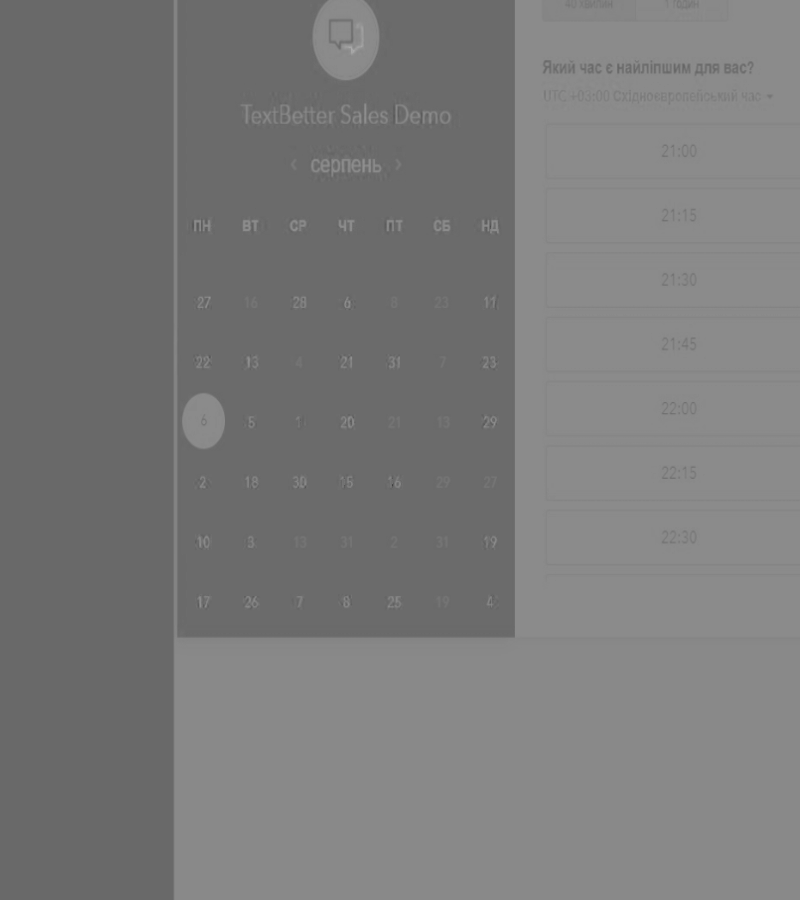 40 хвилин 1 годин
Який час є найліпшим для вас?
UTC +03:00 Східноєвропейський час
TextBetter Sales Demo
серпень
ПН ВТ СР ЧТ ПТ СБ НД
27 16 28 6 8 23 11
22 13 4 21 31 7 23
6 5 1 20 21 13 29
2 18 30 15 16 29 27
10 3 13 31 2 31 19
17 26 7 8 25 19 4
21:00
21:15
21:30
21:45
22:00
22:15
22:30